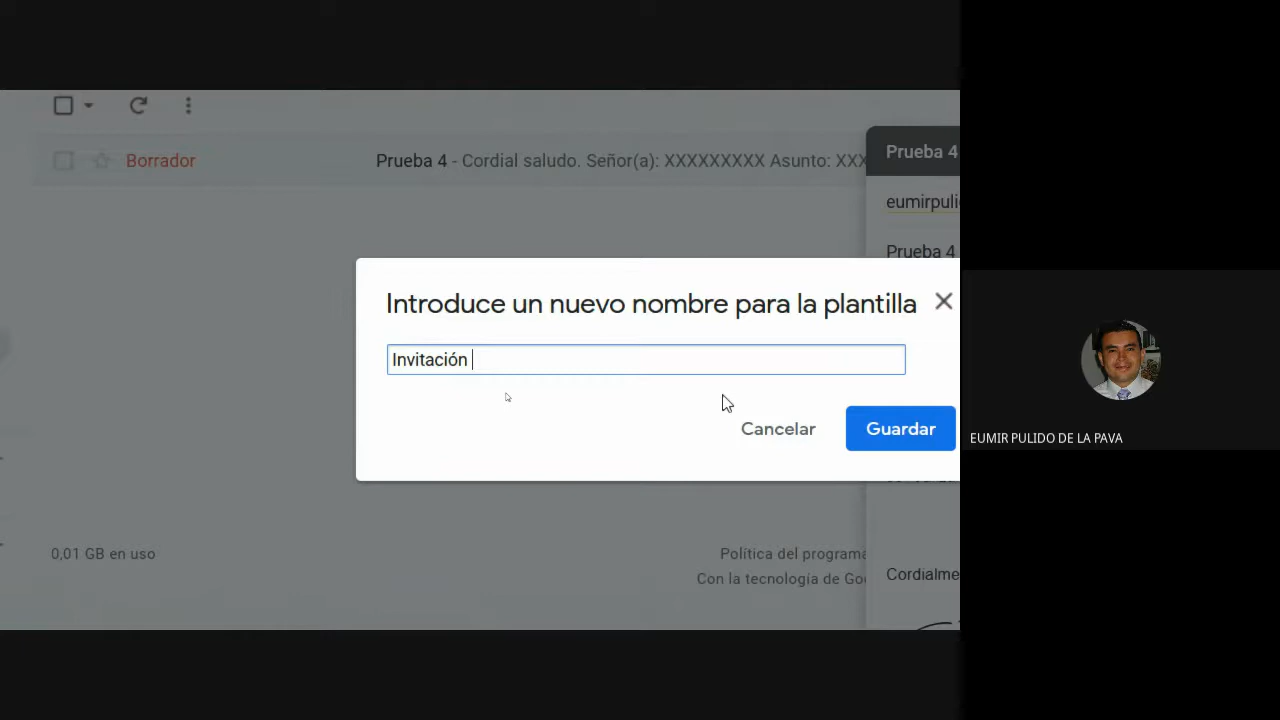 Borrador
Prueba 4 - Cordial saludo. Señor(a): XXXXXXXXX Asunto: XXX
Prueba 4
eumirpuli
Prueba 4
Introduce un nuevo nombre para la plantilla
Invitación
Cancelar
Guardar
EUMIR PULIDO DE LA PAVA
0,01 GB en uso
Política del programa
Con la tecnología de Goo
Cordialme